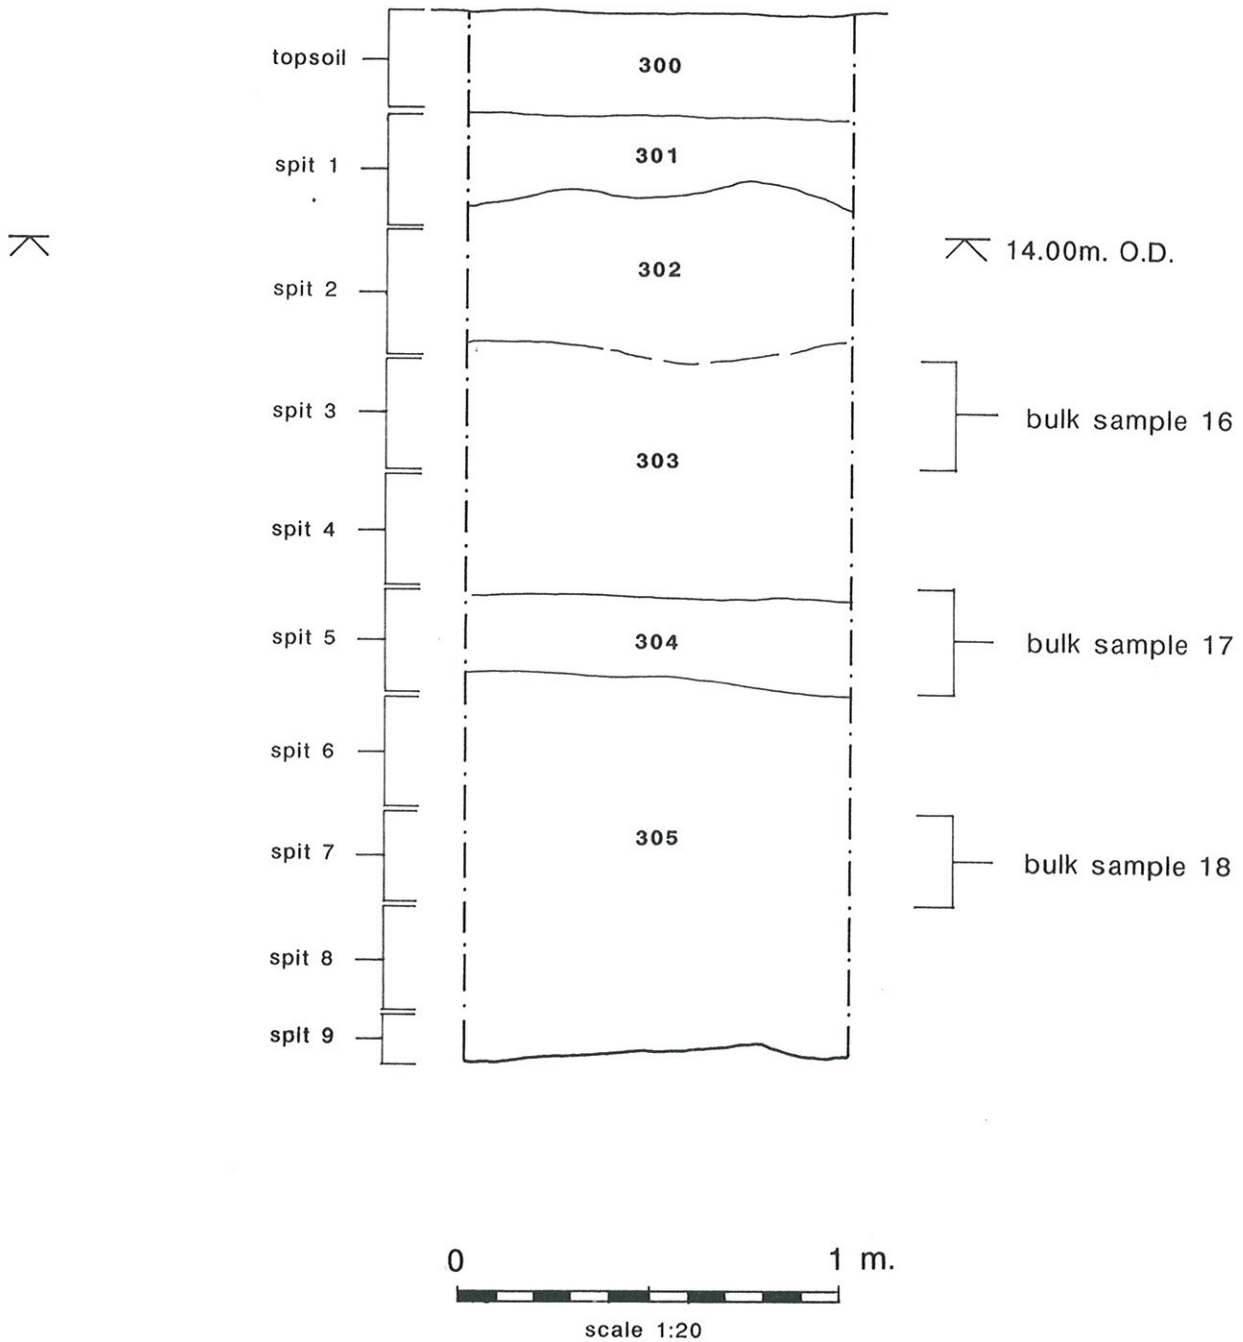 topsoil
300
spit 1
301
14.00m. O.D.
spit 2
302
spit 3
bulk sample 16
303
spit 4
spit 5
304
bulk sample 17
spit 6
305
spit 7
bulk sample 18
spit 8
spit 9
0 1 m.
scale 1:20